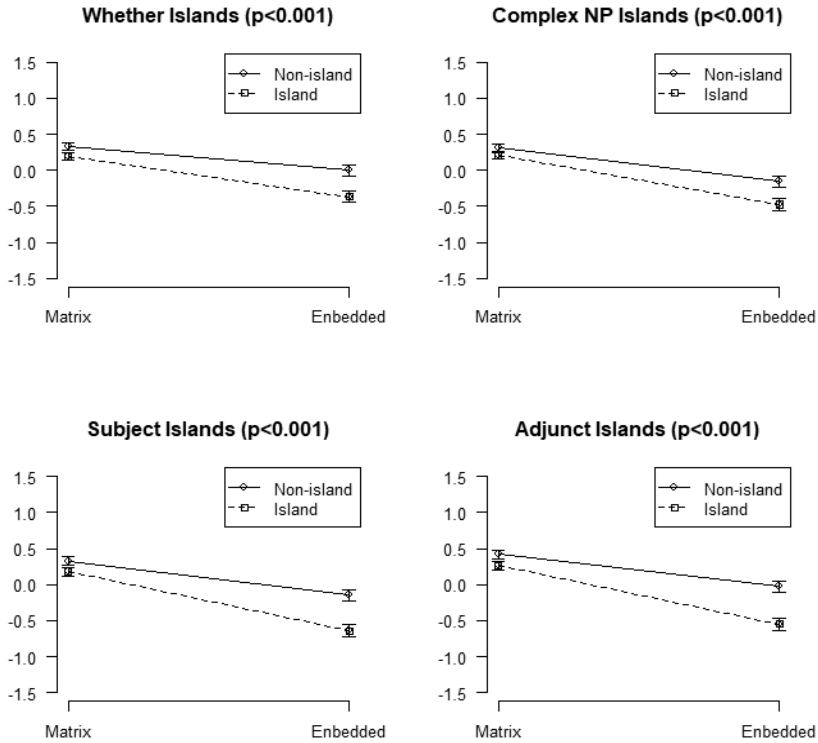 Whether Islands (p<0.001)
1.5
1.0
0.5
0.0
-0.5
-1.0
-1.5
Non-island
Island
Matrix
Enbedded
Complex NP Islands (p<0.001)
1.5
1.0
0.5
0.0
-0.5
-1.0
-1.5
Non-island
Island
Matrix
Enbedded
Subject Islands (p<0.001)
1.5
1.0
0.5
0.0
-0.5
-1.0
-1.5
Non-island
Island
Matrix
Enbedded
Adjunct Islands (p<0.001)
1.5
1.0
0.5
0.0
-0.5
-1.0
-1.5
Non-island
Island
Matrix
Enbedded